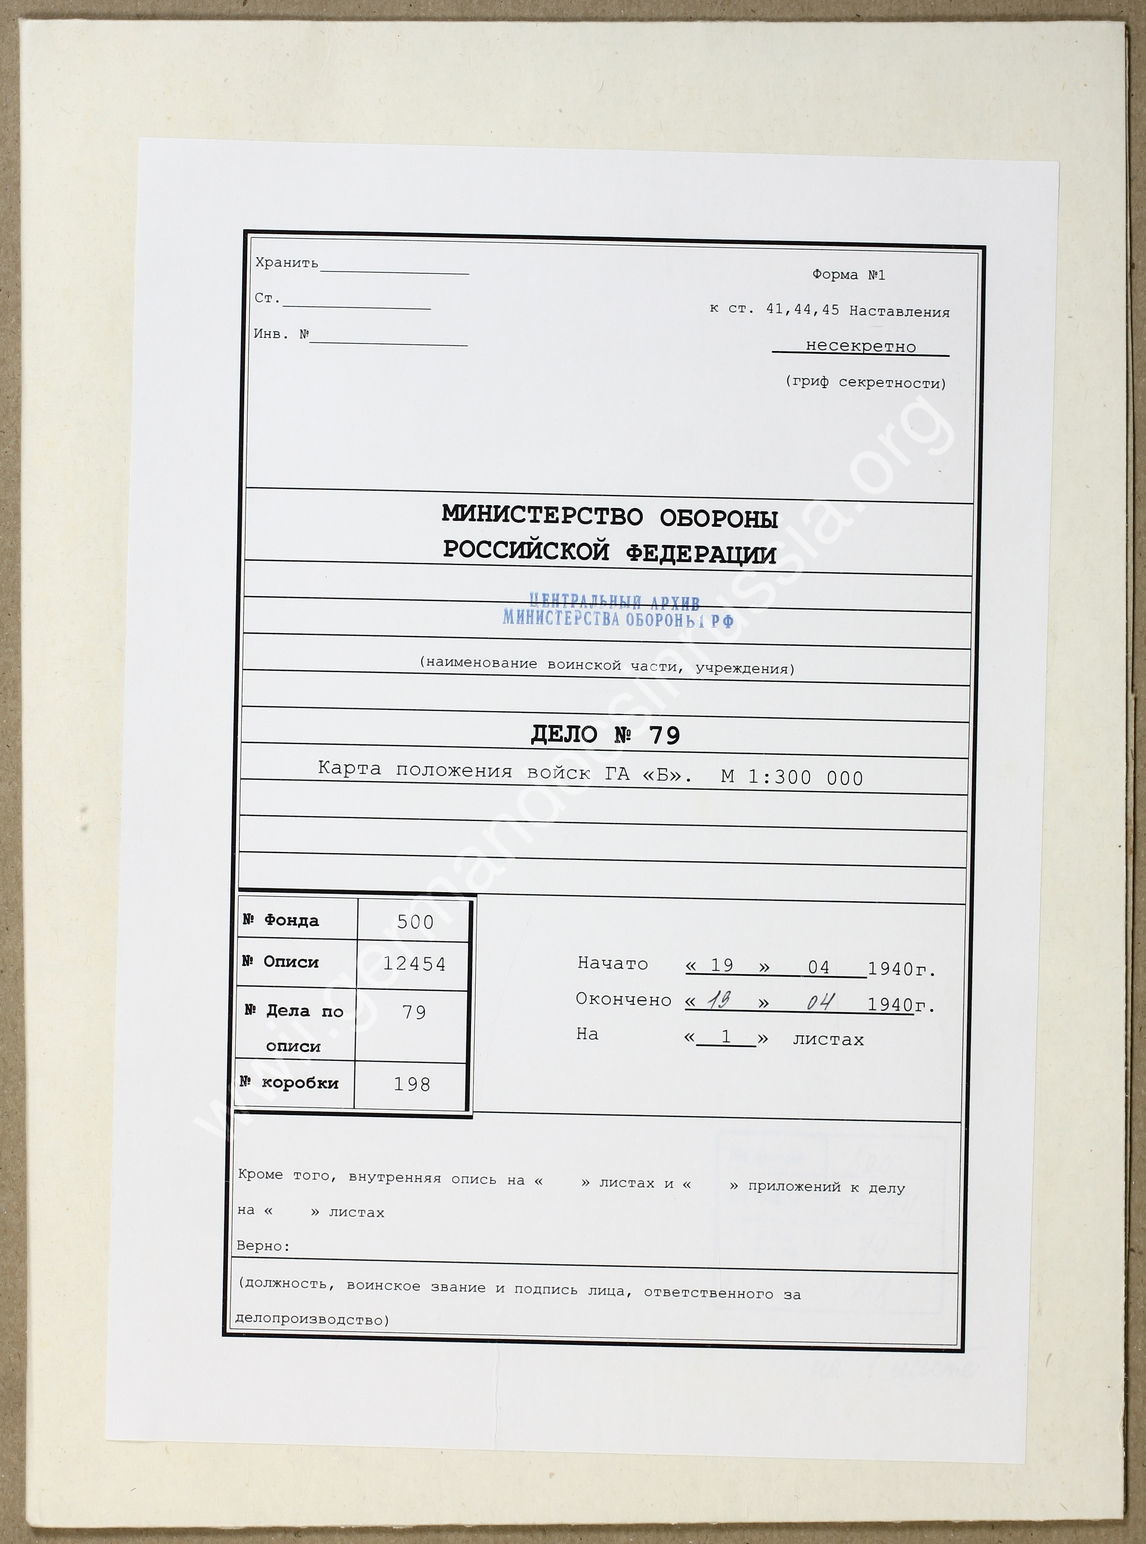 Хранить
Ст.
Инв. №
Форма №1
к ст. 41,44,45 Наставления
несекретно
(гриф секретности)
МИНИСТЕРСТВО ОБОРОНЫ
РОССИЙСКОЙ ФЕДЕРАЦИИ
ЦЕНТРАЛЬНЫЙ АРХИВ
МИНИСТЕРСТВА ОБОРОНЫ РФ
(наименование воинской части, учреждения)
ДЕЛО № 79
Карта положения войск ГА «Б». М 1:300 000
№ Фонда 500
№ Описи 12454
№ Дела по описи 79
№ коробки 198
Начато « 19 » 04 1940г.
Окончено « 19 » 04 1940г.
На « 1 » листах
Кроме того, внутренняя опись на « » листах и « » приложений к делу
на « » листах
Верно:
(должность, воинское звание и подпись лица, ответственного за
делопроизводство)
www.germandocsinrussia.org